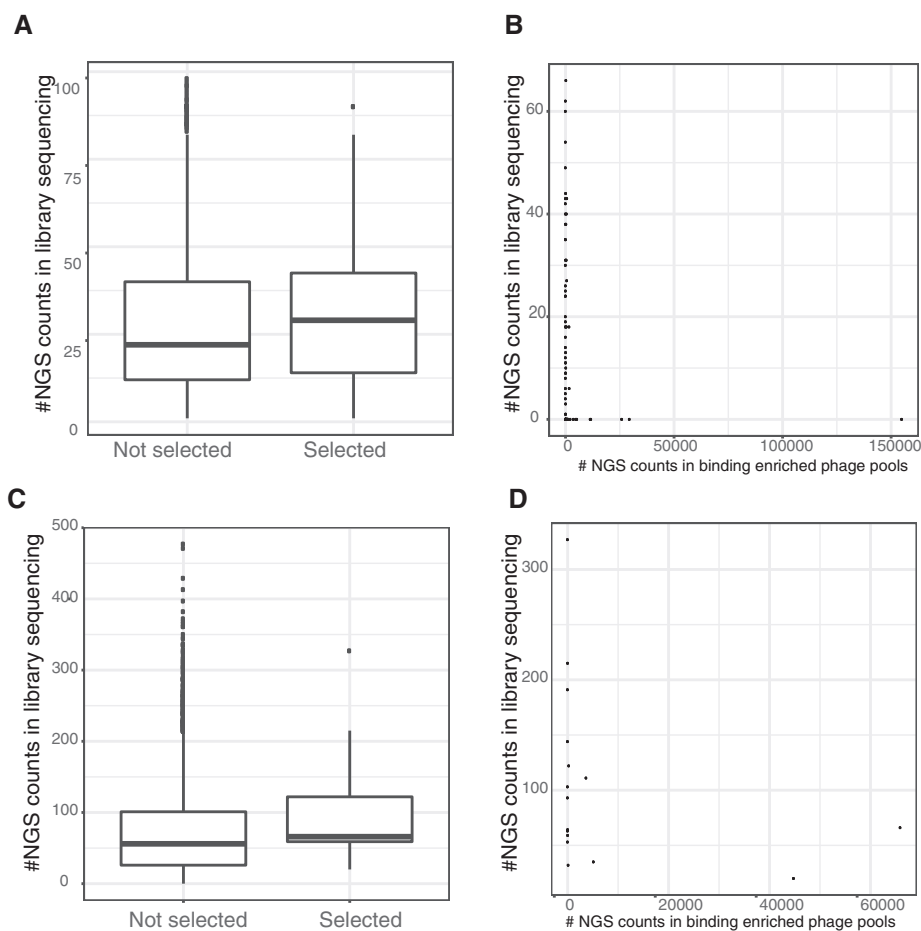 A
#NGS counts in library sequencing
100
75
50
25
0
Not selected
Selected
B
#NGS counts in library sequencing
60
40
20
0
0
50000
100000
150000
# NGS counts in binding enriched phage pools
C
#NGS counts in library sequencing
500
400
300
200
100
0
Not selected
Selected
D
#NGS counts in library sequencing
300
200
100
0
20000
40000
60000
# NGS counts in binding enriched phage pools